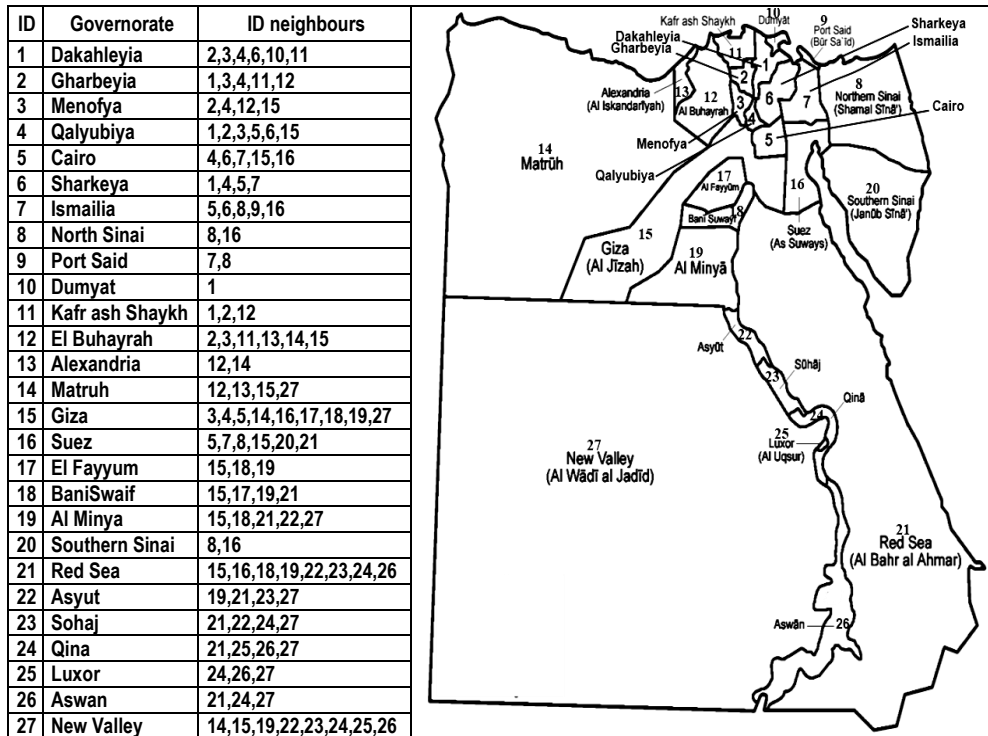 ID Governorate ID neighbours
1 Dakahleyia 2,3,4,6,10,11
2 Gharbeyia 1,3,4,11,12
3 Menofya 2,4,12,15
4 Qalyubiya 1,2,3,5,6,15
5 Cairo 4,6,7,15,16
6 Sharkeya 1,4,5,7
7 Ismailia 5,6,8,9,16
8 North Sinai 8,16
9 Port Said 7,8
10 Dumyat 1
11 Kafr ash Shaykh 1,2,12
12 El Buhayrah 2,3,11,13,14,15
13 Alexandria 12,14
14 Matruh 12,13,15,27
15 Giza 3,4,5,14,16,17,18,19,27
16 Suez 5,7,8,15,20,21
17 El Fayyum 15,18,19
18 BaniSwaif 15,17,19,21
19 Al Minya 15,18,21,22,27
20 Southern Sinai 8,16
21 Red Sea 15,16,18,19,22,23,24,26
22 Asyut 19,21,23,27
23 Sohaj 21,22,24,27
24 Qina 21,25,26,27
25 Luxor 24,26,27
26 Aswan 21,24,27
27 New Valley 14,15,19,22,23,24,25,26
10
Kafr ash Shaykh
Dumyāt
9
Port Said
(Būr Sa`īd)
Sharkeya
Ismailia
Dakahleyia
Gharbeyia
11
1
2
Alexandria
(Al Iskandarīyah)
13
12
Al Buhayrah
3
4
6
7
8
Northern Sinai
(Shamal Sīnā')
Cairo
5
Menofya
Qalyubiya
14
Matrūh
17
Al Fayyūm
18
Bani Suwayf
16
Suez
(As Suways)
20
Southern Sinai
(Janūb Sīnā')
15
Giza
(Al Jīzah)
19
Al Minyā
22
Asyūt
23
Sūhāj
24
Qinā
25
Luxor
(Al Uqsur)
27
New Valley
(Al Wādī al Jadīd)
21
Red Sea
(Al Bahr al Ahmar)
Aswān
26